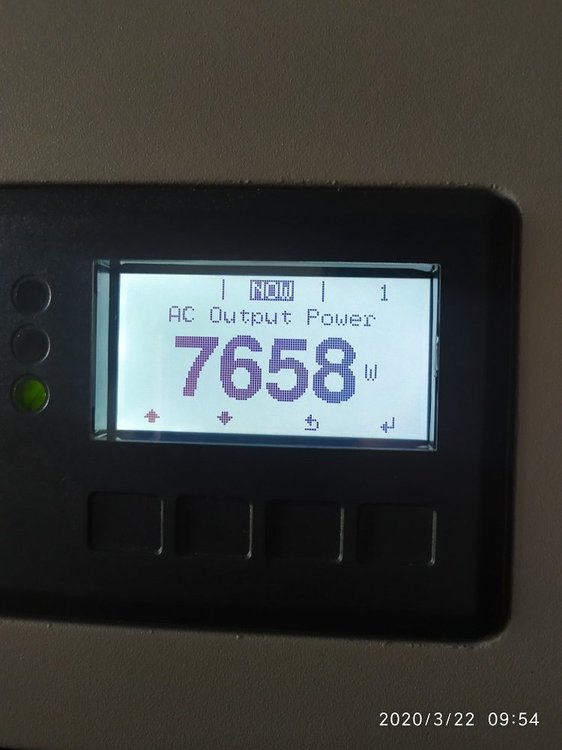 | NOW | 1
AC Output Power
7658 W
2020/3/22 09:54